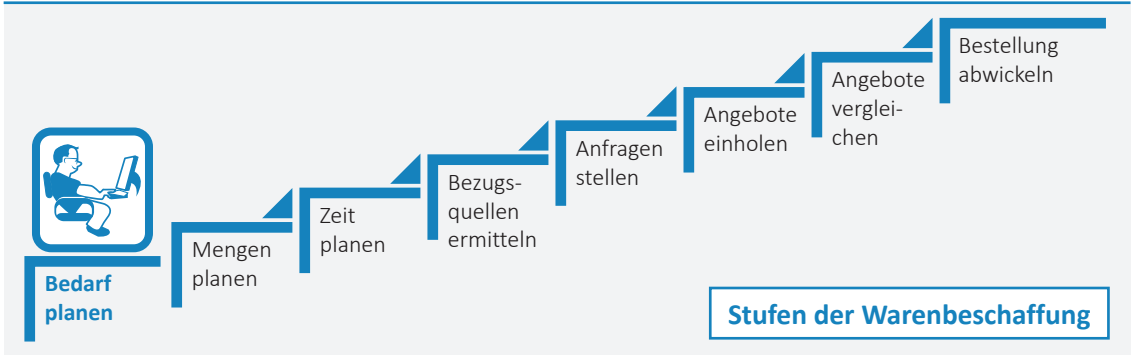 Bedarf
planen
Mengen
planen
Zeit
planen
Bezugs-
quellen
ermitteln
Anfragen
stellen
Angebote
einholen
Angebote
verglei-
chen
Bestellung
abwickeln
Stufen der Warenbeschaffung